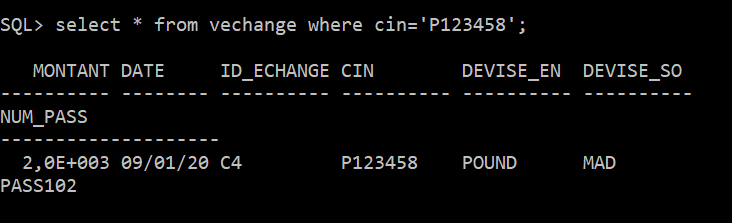 SQL> select * from vechange where cin='P123458';
MONTANT DATE ID_ECHANGE CIN DEVISE_EN DEVISE_SO
---------- -------- ---------- ---------- ---------- ----------
NUM_PASS
--------------------
2,0E+003 09/01/20 C4 P123458 POUND MAD
PASS102